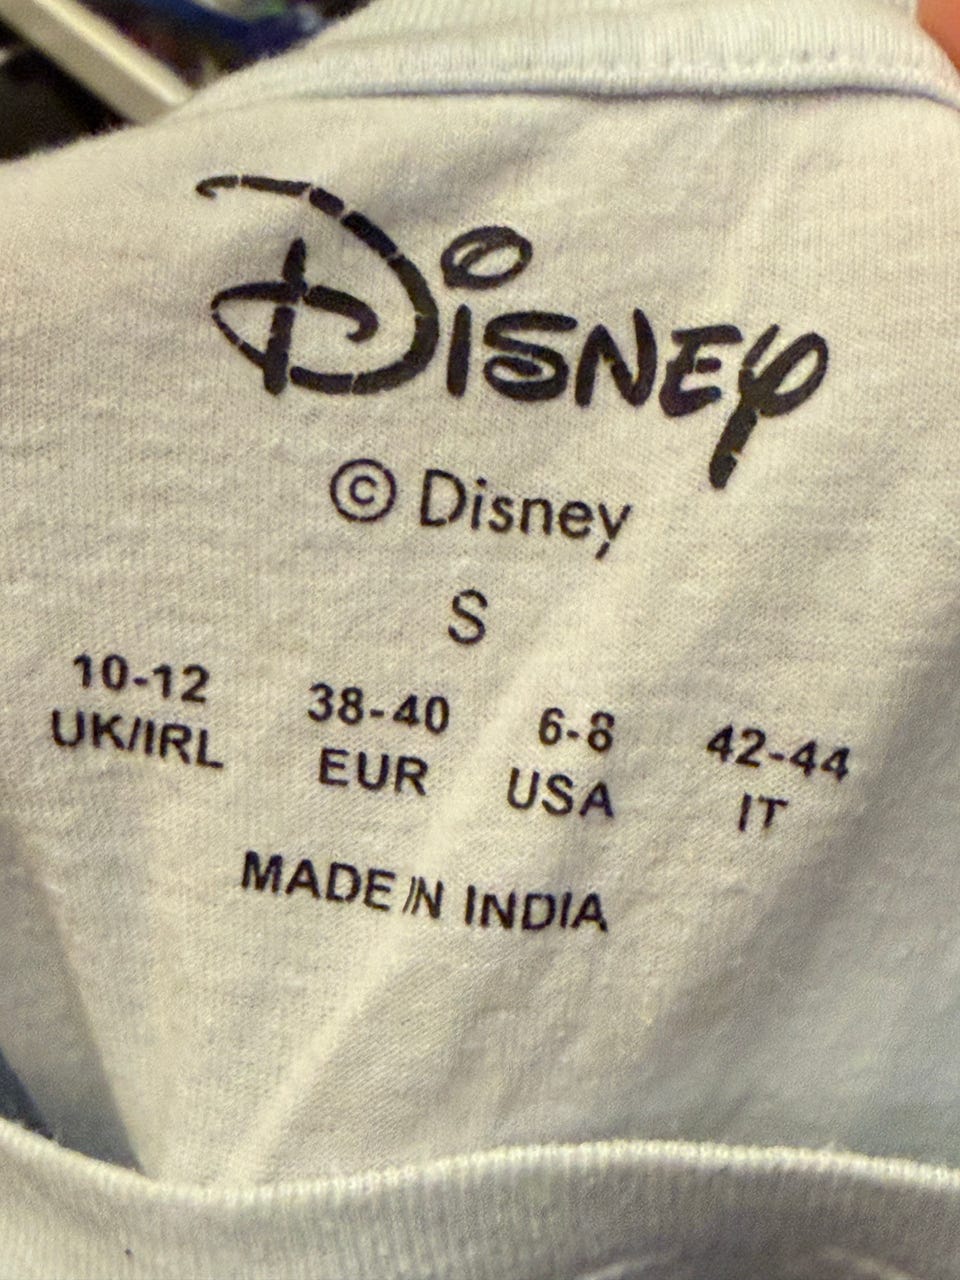 Disney
© Disney
S
10-12 38-40 6-8 42-44
UK/IRL EUR USA IT
MADE IN INDIA